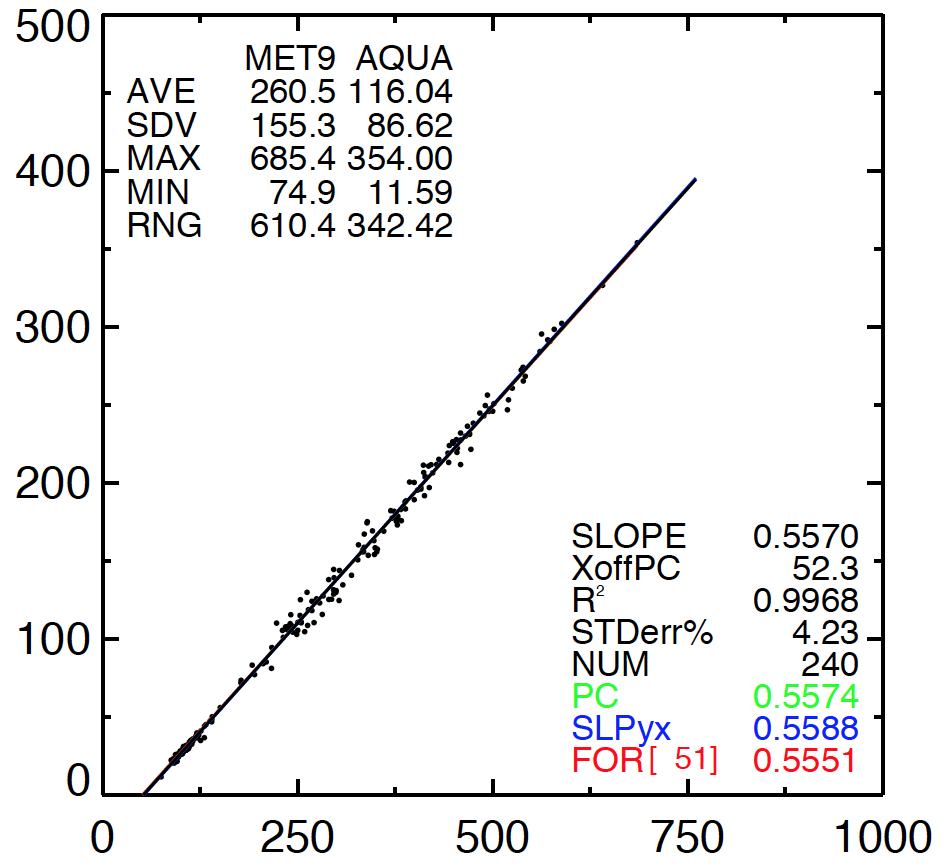 500
MET9 AQUA
AVE 260.5 116.04
SDV 155.3 86.62
MAX 685.4 354.00
MIN 74.9 11.59
RNG 610.4 342.42
400
300
200
100
0
SLOPE 0.5570
XoffPC 52.3
R² 0.9968
STDerr% 4.23
NUM 240
PC 0.5574
SLPyx 0.5588
FOR[ 51] 0.5551
0 250 500 750 1000